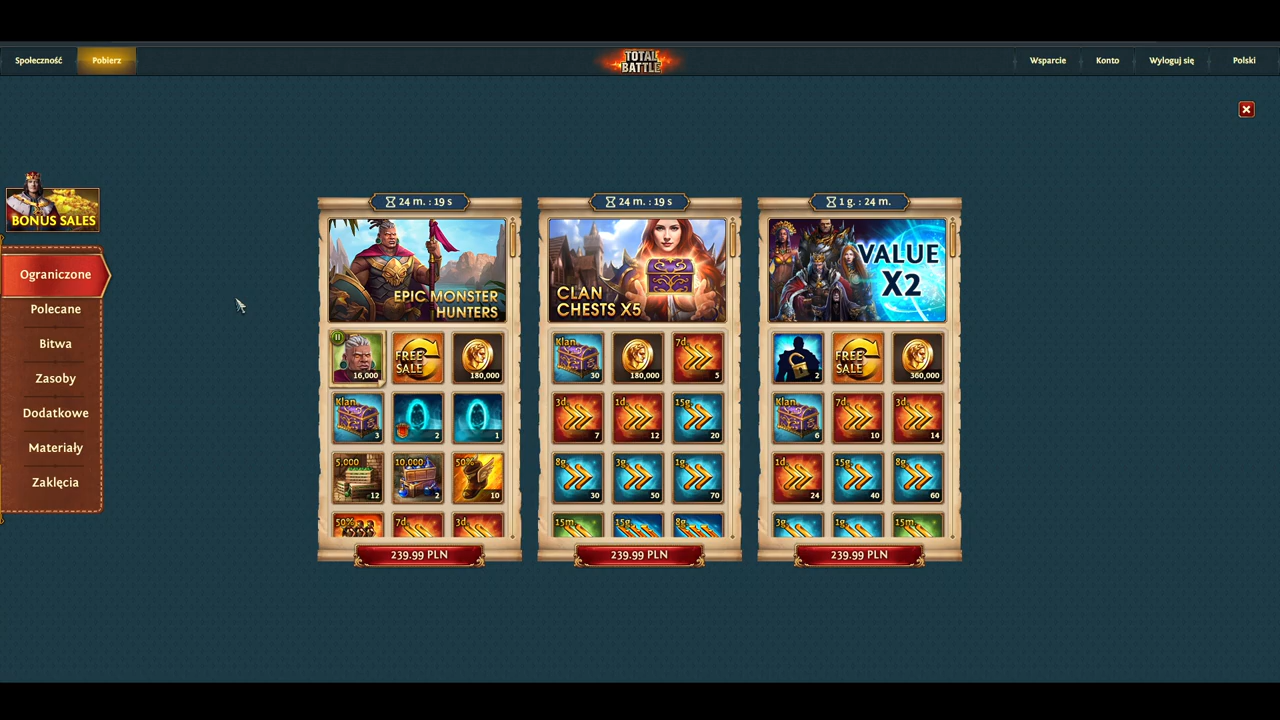 Społeczność
Pobierz
TOTAL
BATTLE
Wsparcie
Konto
Wyloguj się
Polski
BONUS SALES
Ograniczone
Polecane
Bitwa
Zasoby
Dodatkowe
Materiały
Zaklęcia
24 m. : 19 s
EPIC MONSTER
HUNTERS
16,000
FREE
SALE
180,000
Klan
3
2
1
5,000
12
10,000
2
50%
10
50%
7d
3d
239.99 PLN
24 m. : 19 s
CLAN
CHESTS X5
Klan
30
180,000
7d.
5
3d
7
1d
12
15g
20
8g
30
3g
50
1g
70
15m
15g
8g
239.99 PLN
1 g. : 24 m.
VALUE
X2
2
FREE
SALE
360,000
Klan
6
7d
10
3d
14
1d.
24
15g
40
8g
60
3g
1g
15m
239.99 PLN